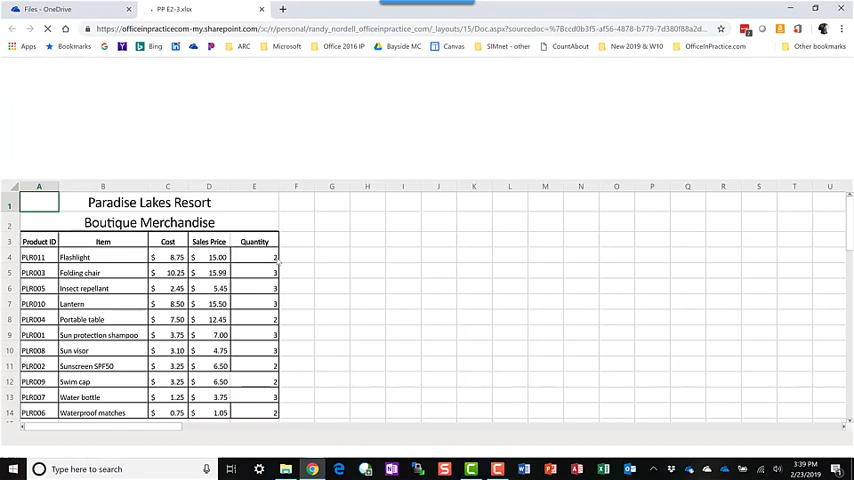 Files - OneDrive
PP E2-3.xlsx
https://officeinpractice-my.sharepoint.com/:x:/r/personal/randy_nordell_officeinpractice_com/_layouts/15/Doc.aspx?sourcedoc=%7Bccd0f3b5-af56-4878-b779-7d380f88a2d...
Apps Bookmarks Bing Bayside MC ARC Microsoft Office 2016 IP Canvas SIMnet - other CountAbout New 2019 & W10 OfficeInPractice.com Other bookmarks
A B C D E F G H I J K L M N O P Q R S T U
1 Paradise Lakes Resort
2 Boutique Merchandise
3 Product ID Item Cost Sales Price Quantity
4 PLR011 Flashlight $ 8.75 $ 15.00 2
5 PLR003 Folding chair $ 10.25 $ 15.99 3
6 PLR005 Insect repellant $ 2.45 $ 5.45 3
7 PLR010 Lantern $ 8.50 $ 15.50 3
8 PLR004 Portable table $ 7.50 $ 12.45 2
9 PLR001 Sun protection shampoo $ 3.75 $ 7.00 3
10 PLR008 Sun visor $ 3.10 $ 4.75 3
11 PLR002 Sunscreen SPF50 $ 3.25 $ 6.50 2
12 PLR009 Swim cap $ 3.25 $ 6.50 2
13 PLR007 Water bottle $ 1.25 $ 3.75 3
14 PLR006 Waterproof matches $ 0.75 $ 1.05 2
Type here to search
3:39 PM
2/23/2019